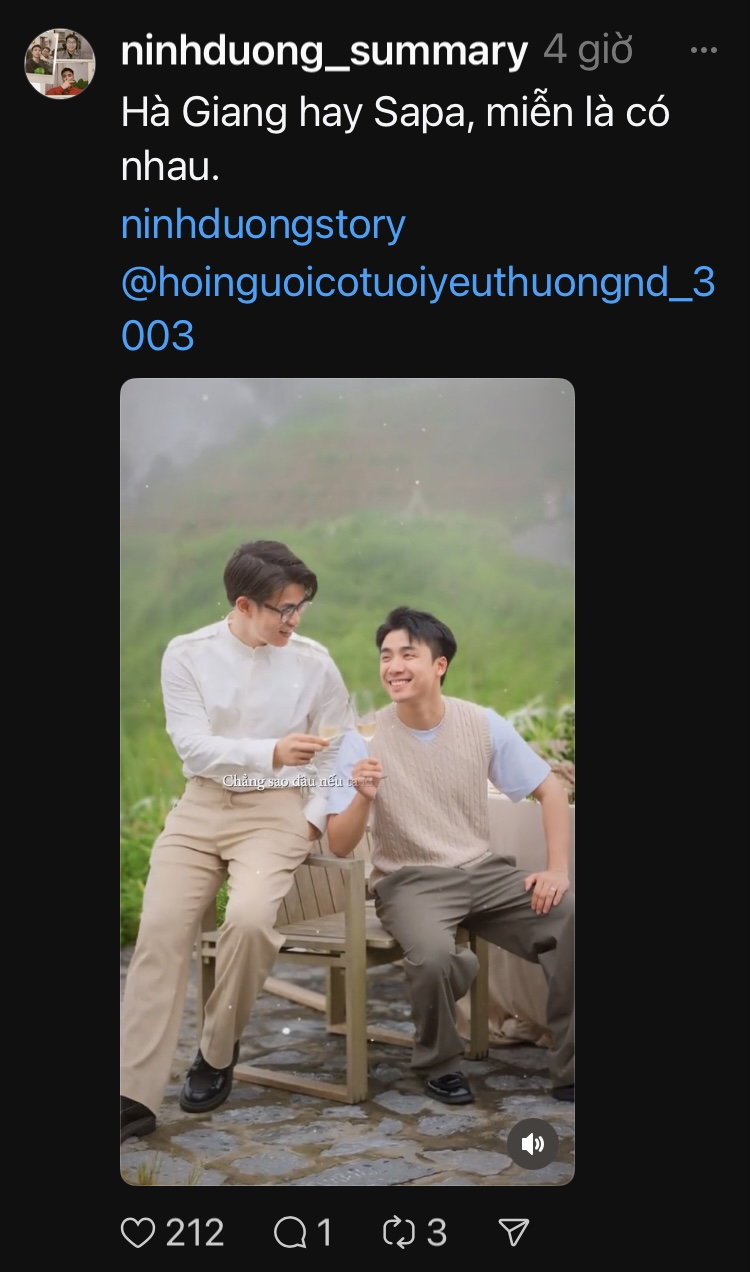 ninhduong_summary 4 giờ
Hà Giang hay Sapa, miễn là có
nhau.
ninhduongstory
@hoinguoicotuoiyeuthuongnd_3
003
Chẳng sao đâu nếu ta
212 1 3